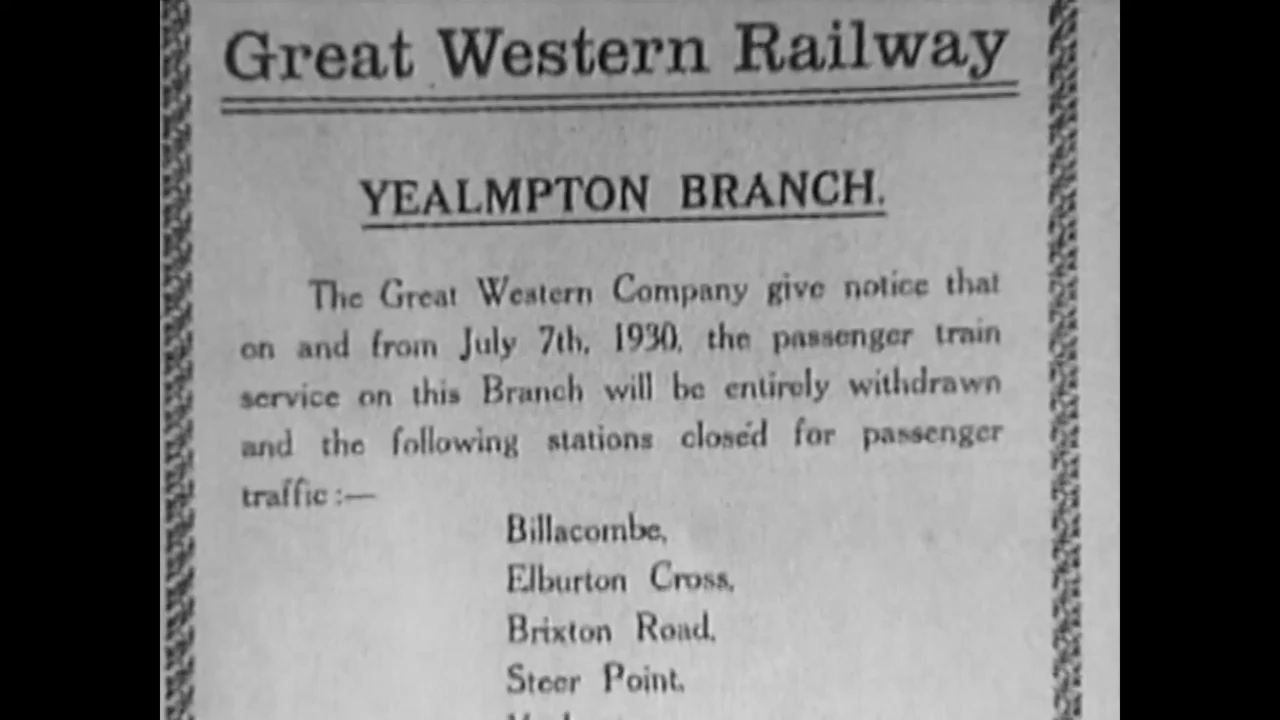 Great Western Railway
YEALMPTON BRANCH.
The Great Western Company give notice that
on and from July 7th, 1930, the passenger train
service on this Branch will be entirely withdrawn
and the following stations closed for passenger
traffic :—
Billacombe,
Elburton Cross,
Brixton Road,
Steer Point,